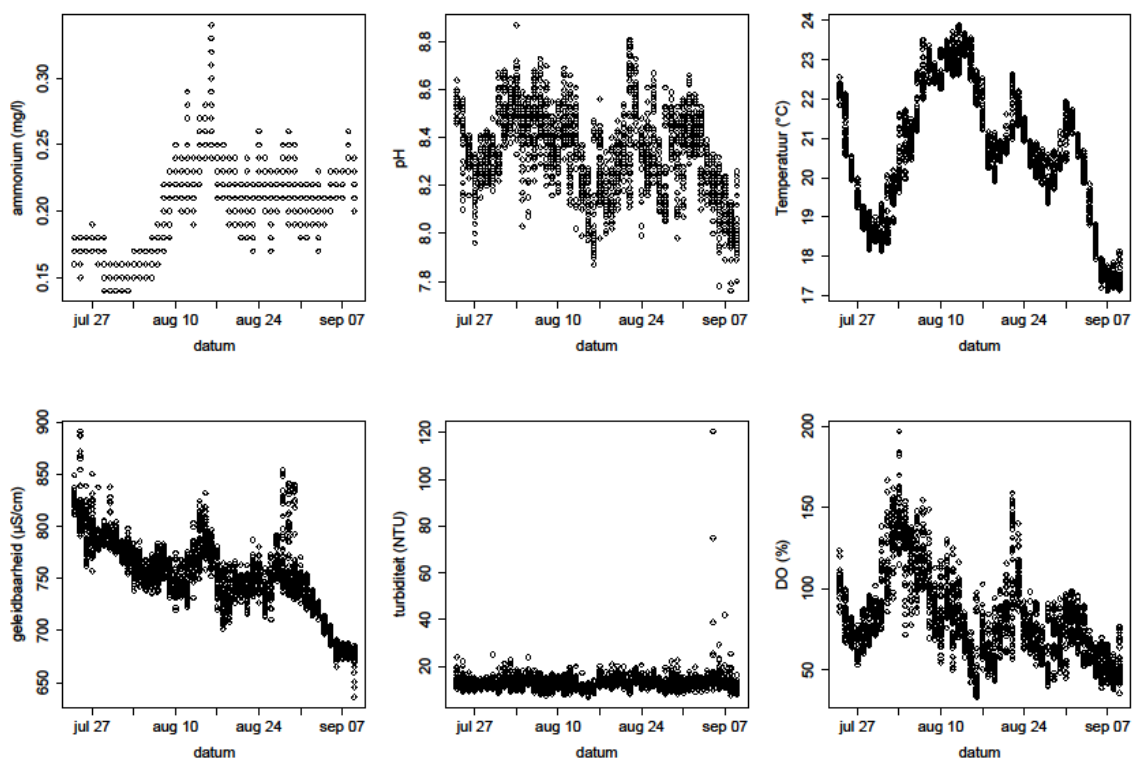 ammonium (mg/l)
0.30
0.25
0.20
0.15
jul 27 aug 10 aug 24 sep 07
datum
pH
8.8
8.6
8.4
8.2
8.0
7.8
jul 27 aug 10 aug 24 sep 07
datum
Temperatuur (°C)
24
23
22
21
20
19
18
17
jul 27 aug 10 aug 24 sep 07
datum
geleidbaarheid (µS/cm)
900
850
800
750
700
650
jul 27 aug 10 aug 24 sep 07
datum
turbiditeit (NTU)
120
100
80
60
40
20
jul 27 aug 10 aug 24 sep 07
datum
DO (%)
200
150
100
50
jul 27 aug 10 aug 24 sep 07
datum